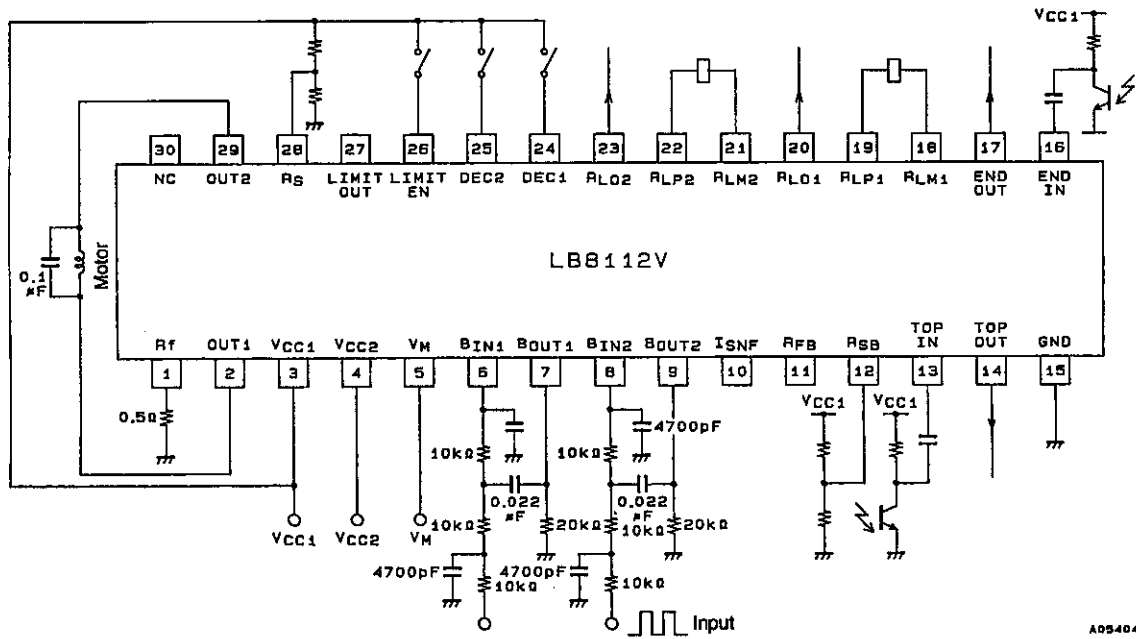 VCC1
30 29 28 27 26 25 24 23 22 21 20 19 18 17 16
NC OUT2 RS LIMIT OUT LIMIT EN DEC2 DEC1 RLO2 RLP2 RLM2 RLO1 RLP1 RLM1 END OUT END IN
0.1
μF
Motor
LB8112V
Rf OUT1 VCC1 VCC2 VM BIN1 BOUT1 BIN2 BOUT2 ISNF RFB RSB TOP IN TOP OUT GND
1 2 3 4 5 6 7 8 9 10 11 12 13 14 15
0.5Ω
VCC1 VCC1
4700pF
10kΩ 10kΩ
0.022 μF 0.022 μF
10kΩ 20kΩ 10kΩ 20kΩ
VCC1 VCC2 VM
4700pF 4700pF
10kΩ 10kΩ
Input
A05404